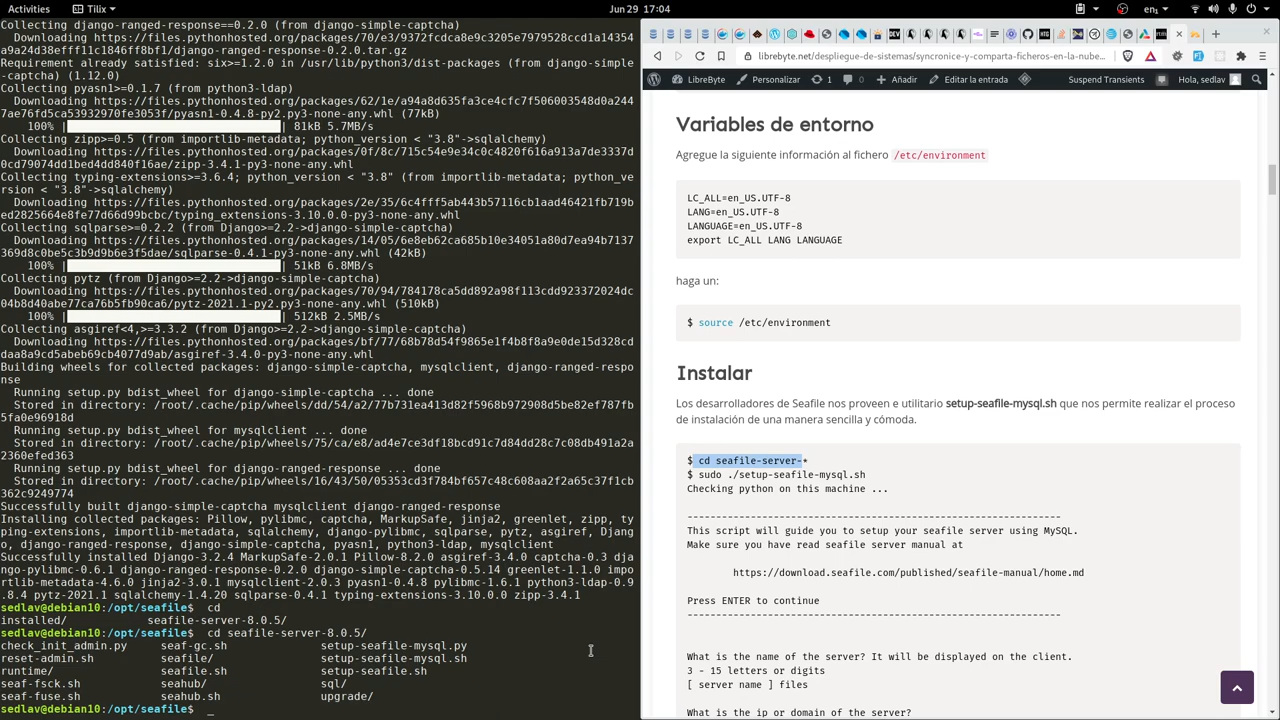 Activities
Tilix
Jun 29 17:04
en
Collecting django-ranged-response==0.2.0 (from django-simple-captcha)
Downloading https://files.pythonhosted.org/packages/70/e3/9372fcdca8e9c3205e7979528ccd1a14354
a924d38efff11c1846ff8bf1/django-ranged-response-0.2.0.tar.gz
Requirement already satisfied: six>=1.2.0 in /usr/lib/python3/dist-packages (from django-simple
-captcha) (1.12.0)
Collecting pyasn1>=0.1.7 (from python3-ldap)
Downloading https://files.pythonhosted.org/packages/62/1e/a94a8d635fa3ce4cfc7f506003548d0a244
7ae76fd5ca53932970fe3053f/pyasn1-0.4.8-py2.py3-none-any.whl (77kB)
100% | | 81kB 5.7MB/s
Collecting zipp>=0.5 (from importlib-metadata; python_version < "3.8"->sqlalchemy)
Downloading https://files.pythonhosted.org/packages/0f/8c/715c54e9e34c0c4820f616a913a7de3337d
0cd79074dd1bed4dd840f16ae/zipp-3.4.1-py3-none-any.whl
Collecting typing-extensions>=3.6.4; python_version < "3.8" (from importlib-metadata; python_ve
rsion < "3.8"->sqlalchemy)
Downloading https://files.pythonhosted.org/packages/2e/35/6c4fff5ab443b57116cb1aad46421fb719b
ed2825664e8fe77d66d99bcbc/typing_extensions-3.10.0.0-py3-none-any.whl
Collecting sqlparse>=0.2.2 (from Django>=2.2->django-simple-captcha)
Downloading https://files.pythonhosted.org/packages/14/05/6e8eb62ca685b10e34051a80d7ea94b7137
369d8c0be5c3b9d9b6e3f5dae/sqlparse-0.4.1-py3-none-any.whl (42kB)
100% | | 51kB 6.8MB/s
Collecting pytz (from Django>=2.2->django-simple-captcha)
Downloading https://files.pythonhosted.org/packages/70/94/784178ca5dd892a98f113cdd923372024dc
04b8d40abe77ca76b5fb90ca6/pytz-2021.1-py2.py3-none-any.whl (510kB)
100% | | 512kB 2.5MB/s
Collecting asgiref<4,>=3.3.2 (from Django>=2.2->django-simple-captcha)
Downloading https://files.pythonhosted.org/packages/bf/77/68b78d54f9865f1e4f4b8f8a9e0de15d328cd
daa8a9cd5abeb69cb4077d9ab/asgiref-3.4.0-py3-none-any.whl
Building wheels for collected packages: django-simple-captcha, mysqlclient, django-ranged-respo
nse
Running setup.py bdist_wheel for django-simple-captcha ... done
Stored in directory: /root/.cache/pip/wheels/dd/54/a2/77b731ea413d82f5968b972908d5be82ef787fb
5fa8e0e96918d
Running setup.py bdist_wheel for mysqlclient ... done
Stored in directory: /root/.cache/pip/wheels/75/ca/e8/ad4e7ce3df18bcd91c7d84dd28c7c08db491a2a
2360efefd363
Running setup.py bdist_wheel for django-ranged-response ... done
Stored in directory: /root/.cache/pip/wheels/16/43/50/05353cd3f784bf657c48f608aa2f2a65c37f1cb
362c9249774
Successfully built django-simple-captcha mysqlclient django-ranged-response
Installing collected packages: Pillow, pylibmc, captcha, MarkupSafe, jinja2, greenlet, zipp, ty
ping-extensions, importlib-metadata, sqlalchemy, sqlparse, pytz, asgiref, Djang
o, django-ranged-response, django-simple-captcha, pyasn1, python3-ldap, mysqlclient
Successfully installed Django-3.2.4 MarkupSafe-2.0.1 Pillow-8.2.0 asgiref-3.4.0 captcha-0.3 dja
ngo-pylibmc-0.6.1 django-ranged-response-0.2.0 django-simple-captcha-0.5.14 greenlet-1.1.0 impo
rtlib-metadata-4.6.0 jinja2-3.0.1 mysqlclient-2.0.3 pyasn1-0.4.8 pylibmc-1.6.1 python3-ldap-0.9
.8.4 pytz-2021.1 sqlalchemy-1.4.20 sqlparse-0.4.1 typing-extensions-3.10.0.0 zipp-3.4.1
sedlav@debian10:/opt/seafile$ cd
installed/ seafile-server-8.0.5/
sedlav@debian10:/opt/seafile$ cd seafile-server-8.0.5/
check_init_admin.py seaf-gc.sh setup-seafile-mysql.py
reset-admin.sh seafile/ setup-seafile-mysql.sh
runtime/ seafile.sh setup-seafile.sh
seaf-fsck.sh seahub/ sql/
seaf-fuse.sh seahub.sh upgrade/
sedlav@debian10:/opt/seafile$ _
librebyte.net/despliegue-de-sistemas/syncronice-y-comparta-ficheros-en-la-nube...
LibreByte
Personalizar
1
0
Añadir
Editar la entrada
Suspend Transients
Hola, sedlav
Variables de entorno
Agregue la siguiente información al fichero /etc/environment
LC_ALL=en_US.UTF-8
LANG=en_US.UTF-8
LANGUAGE=en_US.UTF-8
export LC_ALL LANG LANGUAGE
haga un:
$ source /etc/environment
Instalar
Los desarrolladores de Seafile nos proveen e utilitario setup-seafile-mysql.sh que nos permite realizar el proceso
de instalación de una manera sencilla y cómoda.
$ cd seafile-server-*
$ sudo ./setup-seafile-mysql.sh
Checking python on this machine ...
-----------------------------------------------------------------
This script will guide you to setup your seafile server using MySQL.
Make sure you have read seafile server manual at
https://download.seafile.com/published/seafile-manual/home.md
Press ENTER to continue
-----------------------------------------------------------------
What is the name of the server? It will be displayed on the client.
3 - 15 letters or digits
[ server name ] files
What is the ip or domain of the server?